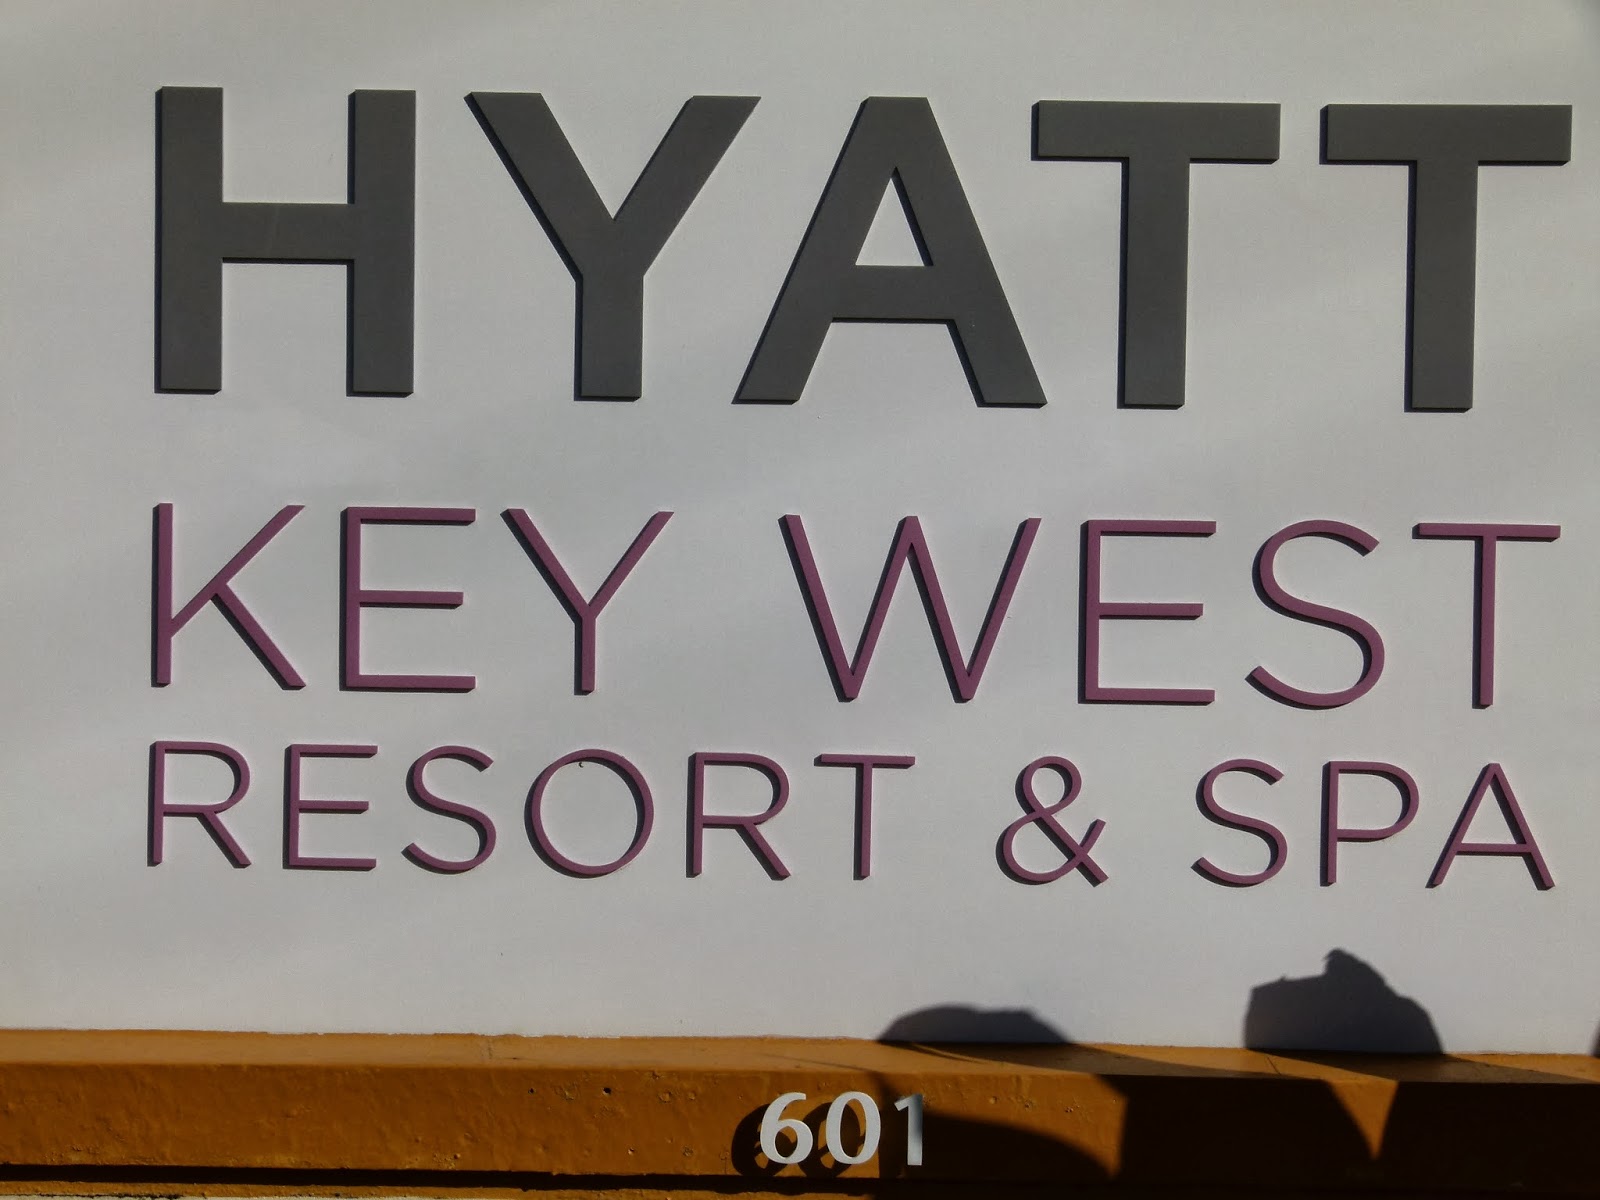 HYATT
KEY WEST
RESORT & SPA
601